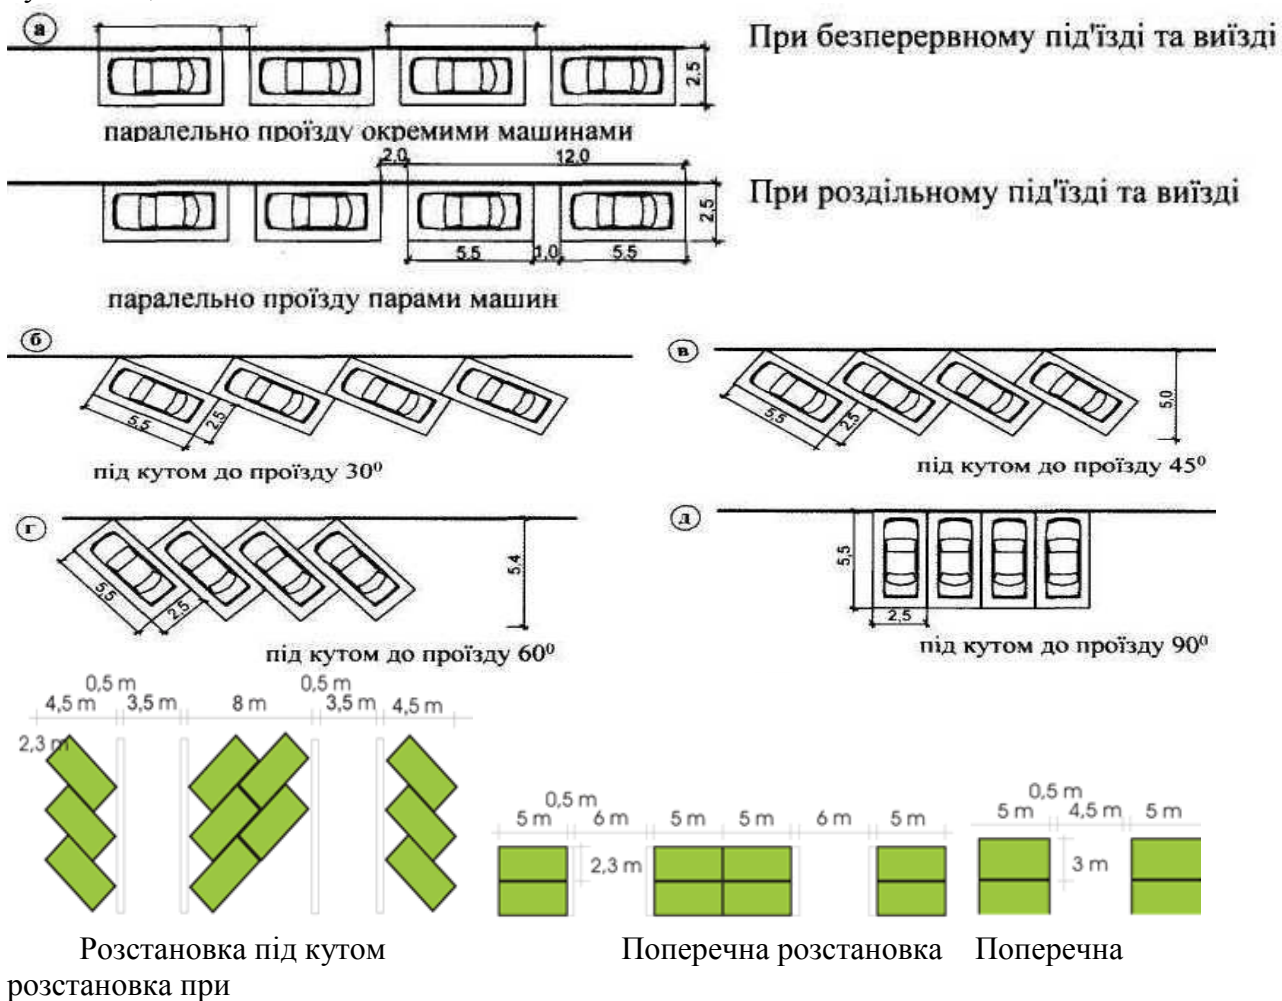 а
При безперервному під'їзді та виїзді
2.5
паралельно проїзду окремими машинами
2,0 12,0
При роздільному під'їзді та виїзді
2,5
5.5 1,0 5.5
паралельно проїзду парами машин
б
в
5,5 2,5
5,5 2,5 5,0
під кутом до проїзду 30⁰
під кутом до проїзду 45⁰
г
д
5,5 2,5 5,4
5,5 2,5
під кутом до проїзду 60⁰
під кутом до проїзду 90⁰
0,5 m 0,5 m
4,5 m 3,5 m 8 m 3,5 m 4,5 m
2,3 m
0,5 m
5 m 6 m 5 m 5 m 6 m 5 m
2,3 m
0,5 m
5 m 4,5 m 5 m
3 m
Розстановка під кутом Поперечна розстановка Поперечна
розстановка при